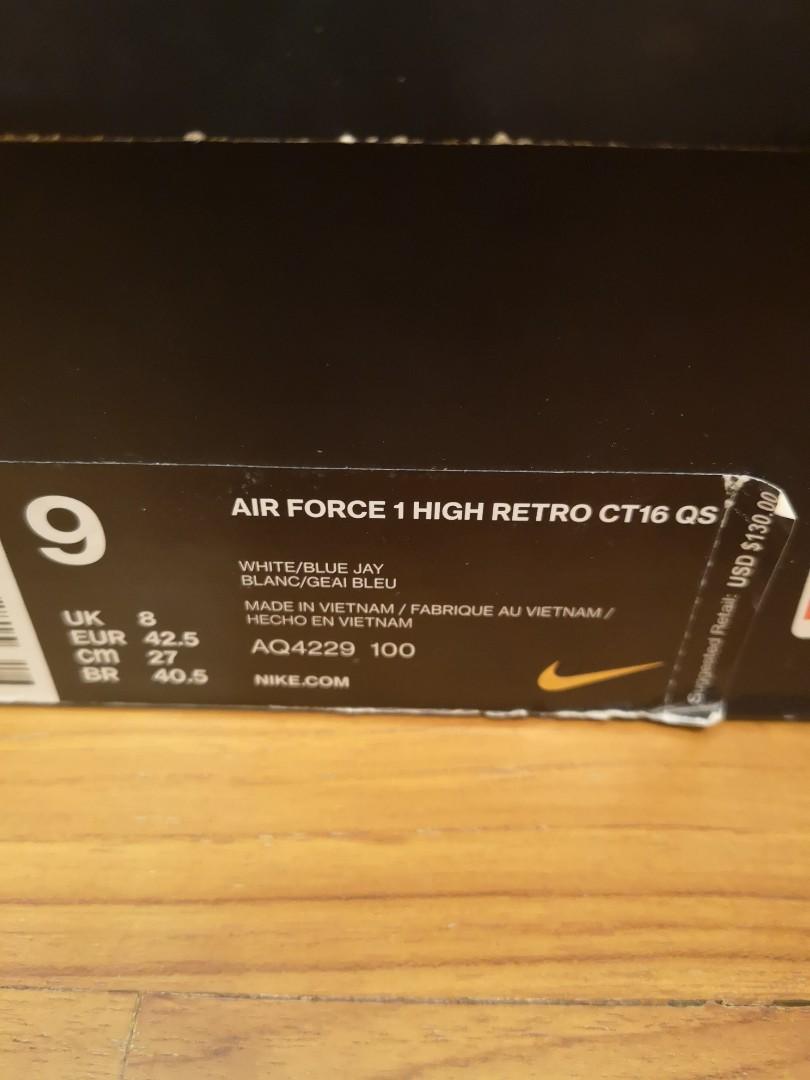 9
UK 8
EUR 42.5
cm 27
BR 40.5
AIR FORCE 1 HIGH RETRO CT16 QS
WHITE/BLUE JAY
BLANC/GEAI BLEU
MADE IN VIETNAM / FABRIQUE AU VIETNAM /
HECHO EN VIETNAM
AQ4229 100
NIKE.COM
Suggested Retail: USD $130.00